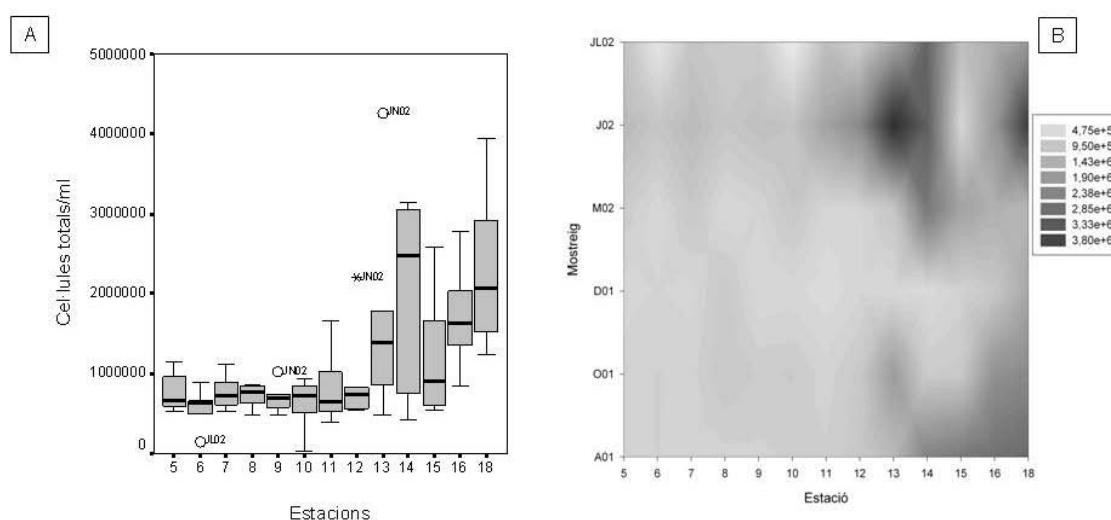 A
5000000
4000000
3000000
2000000
1000000
0
Cel·lules totals/ml
JL02
JN02
JN02
JN02
5 6 7 8 9 10 11 12 13 14 15 16 18
Estacions
B
JL02
J02
M02
D01
O01
A01
Mostreig
5 6 7 8 9 10 11 12 13 14 15 16 18
Estació
4,75e+5
9,50e+5
1,43e+6
1,90e+6
2,38e+6
2,85e+6
3,33e+6
3,80e+6